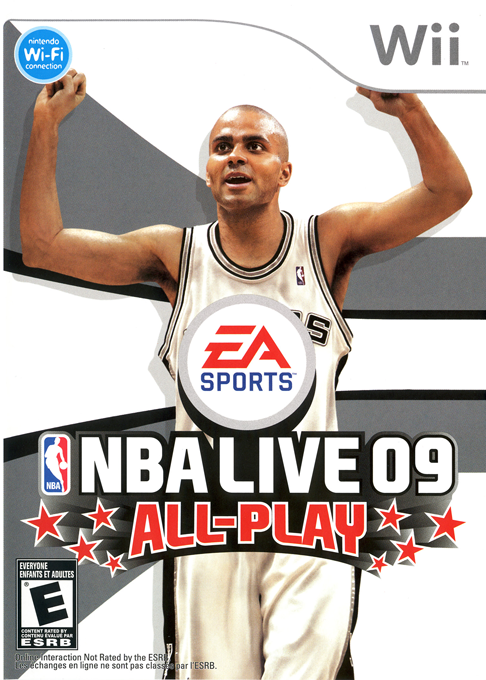 nintendo
Wi-Fi
connection
Wii
TM
EA
SPORTS
NBA LIVE 09
NBA
ALL-PLAY
EVERYONE
ENFANTS ET ADULTES
E
CONTENT RATED BY
CONTENU ÉVALUÉ PAR
ESRB
Online Interaction Not Rated by the ESRB
Les échanges en ligne ne sont pas classés par l'ESRB.